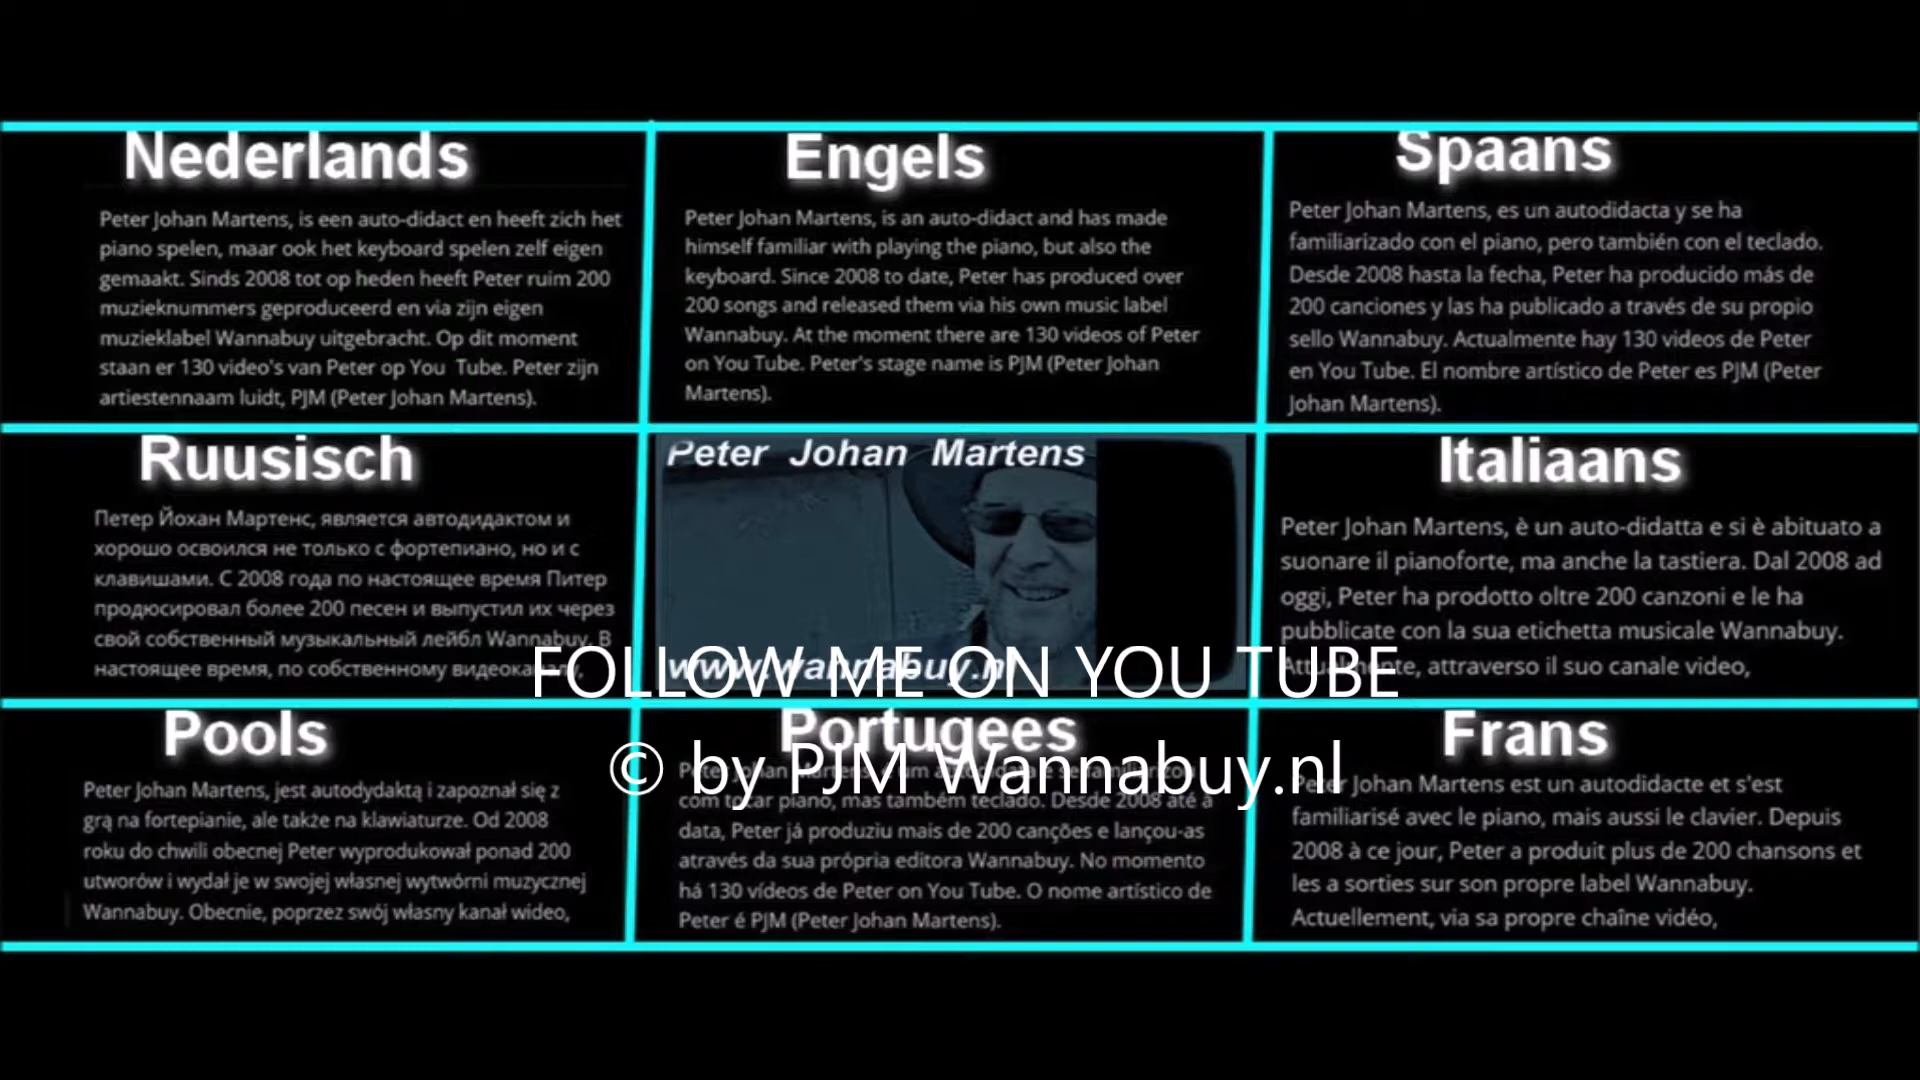 Nederlands
Peter Johan Martens, is een auto-didact en heeft zich het
piano spelen, maar ook het keyboard spelen zelf eigen
gemaakt. Sinds 2008 tot op heden heeft Peter ruim 200
muzieknummers geproduceerd en via zijn eigen
muzieklabel Wannabuy uitgebracht. Op dit moment
staan er 130 video's van Peter op You Tube. Peter zijn
artiestennaam luidt, PJM (Peter Johan Martens).
Engels
Peter Johan Martens, is an auto-didact and has made
himself familiar with playing the piano, but also the
keyboard. Since 2008 to date, Peter has produced over
200 songs and released them via his own music label
Wannabuy. At the moment there are 130 videos of Peter
on You Tube. Peter's stage name is PJM (Peter Johan
Martens).
Spaans
Peter Johan Martens, es un autodidacta y se ha
familiarizado con el piano, pero también con el teclado.
Desde 2008 hasta la fecha, Peter ha producido más de
200 canciones y las ha publicado a través de su propio
sello Wannabuy. Actualmente hay 130 videos de Peter
en You Tube. El nombre artístico de Peter es PJM (Peter
Johan Martens).
Ruusisch
Петер Йохан Мартенс, является автодидактом и
хорошо освоился не только с фортепиано, но и с
клавишами. С 2008 года по настоящее время Питер
продюсировал более 200 песен и выпустил их через
свой собственный музыкальный лейбл Wannabuy. В
настоящее время, по собственному
Peter Johan Martens
www.wannabuy.nl
Italiaans
Peter Johan Martens, è un auto-didatta e si è abituato a
suonare il pianoforte, ma anche la tastiera. Dal 2008 ad
oggi, Peter ha prodotto oltre 200 canzoni e le ha
pubblicate con la sua etichetta musicale Wannabuy.
attraverso il suo canale video,
FOLLOW ME ON YOU TUBE
© by PJM Wannabuy.nl
Pools
Peter Johan Martens, jest autodydaktą i zapoznał się z
grą na fortepianie, ale także na klawiaturze. Od 2008
roku do chwili obecnej Peter wyprodukował ponad 200
utworów i wydał je w swojej własnej wytwórni muzycznej
Wannabuy. Obecnie, poprzez swój własny kanał wideo,
Portugees
com tocar piano, mas também teclado. Desde 2008 até a
data, Peter já produziu mais de 200 canções e lançou-as
através da sua própria editora Wannabuy. No momento
há 130 vídeos de Peter on You Tube. O nome artístico de
Peter é PJM (Peter Johan Martens).
Frans
Peter Johan Martens est un autodidacte et s'est
familiarisé avec le piano, mais aussi le clavier. Depuis
2008 à ce jour, Peter a produit plus de 200 chansons et
les a sorties sur son propre label Wannabuy.
Actuellement, via sa propre chaîne vidéo,